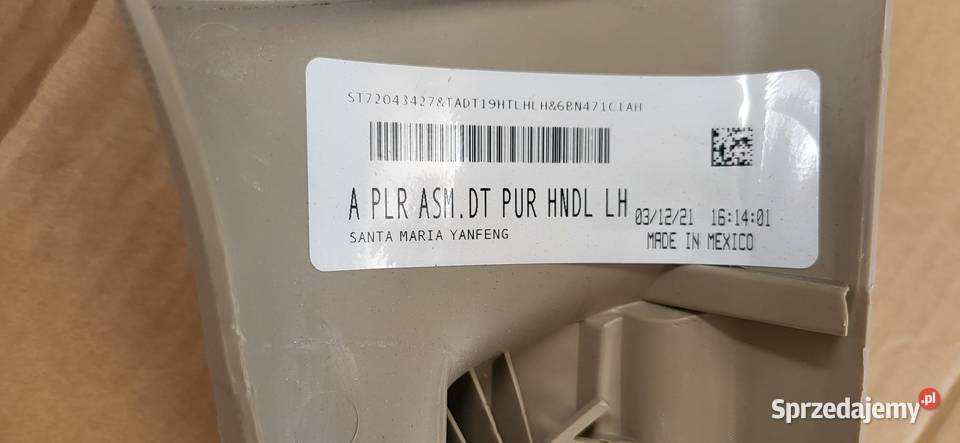 ST72043427&TADT19HTLHLH&6BN471CIAH
A PLR ASM.DT PUR HNDL LH
03/12/21 16:14:01
SANTA MARIA YANFENG
MADE IN MEXICO
Sprzedajemy.pl